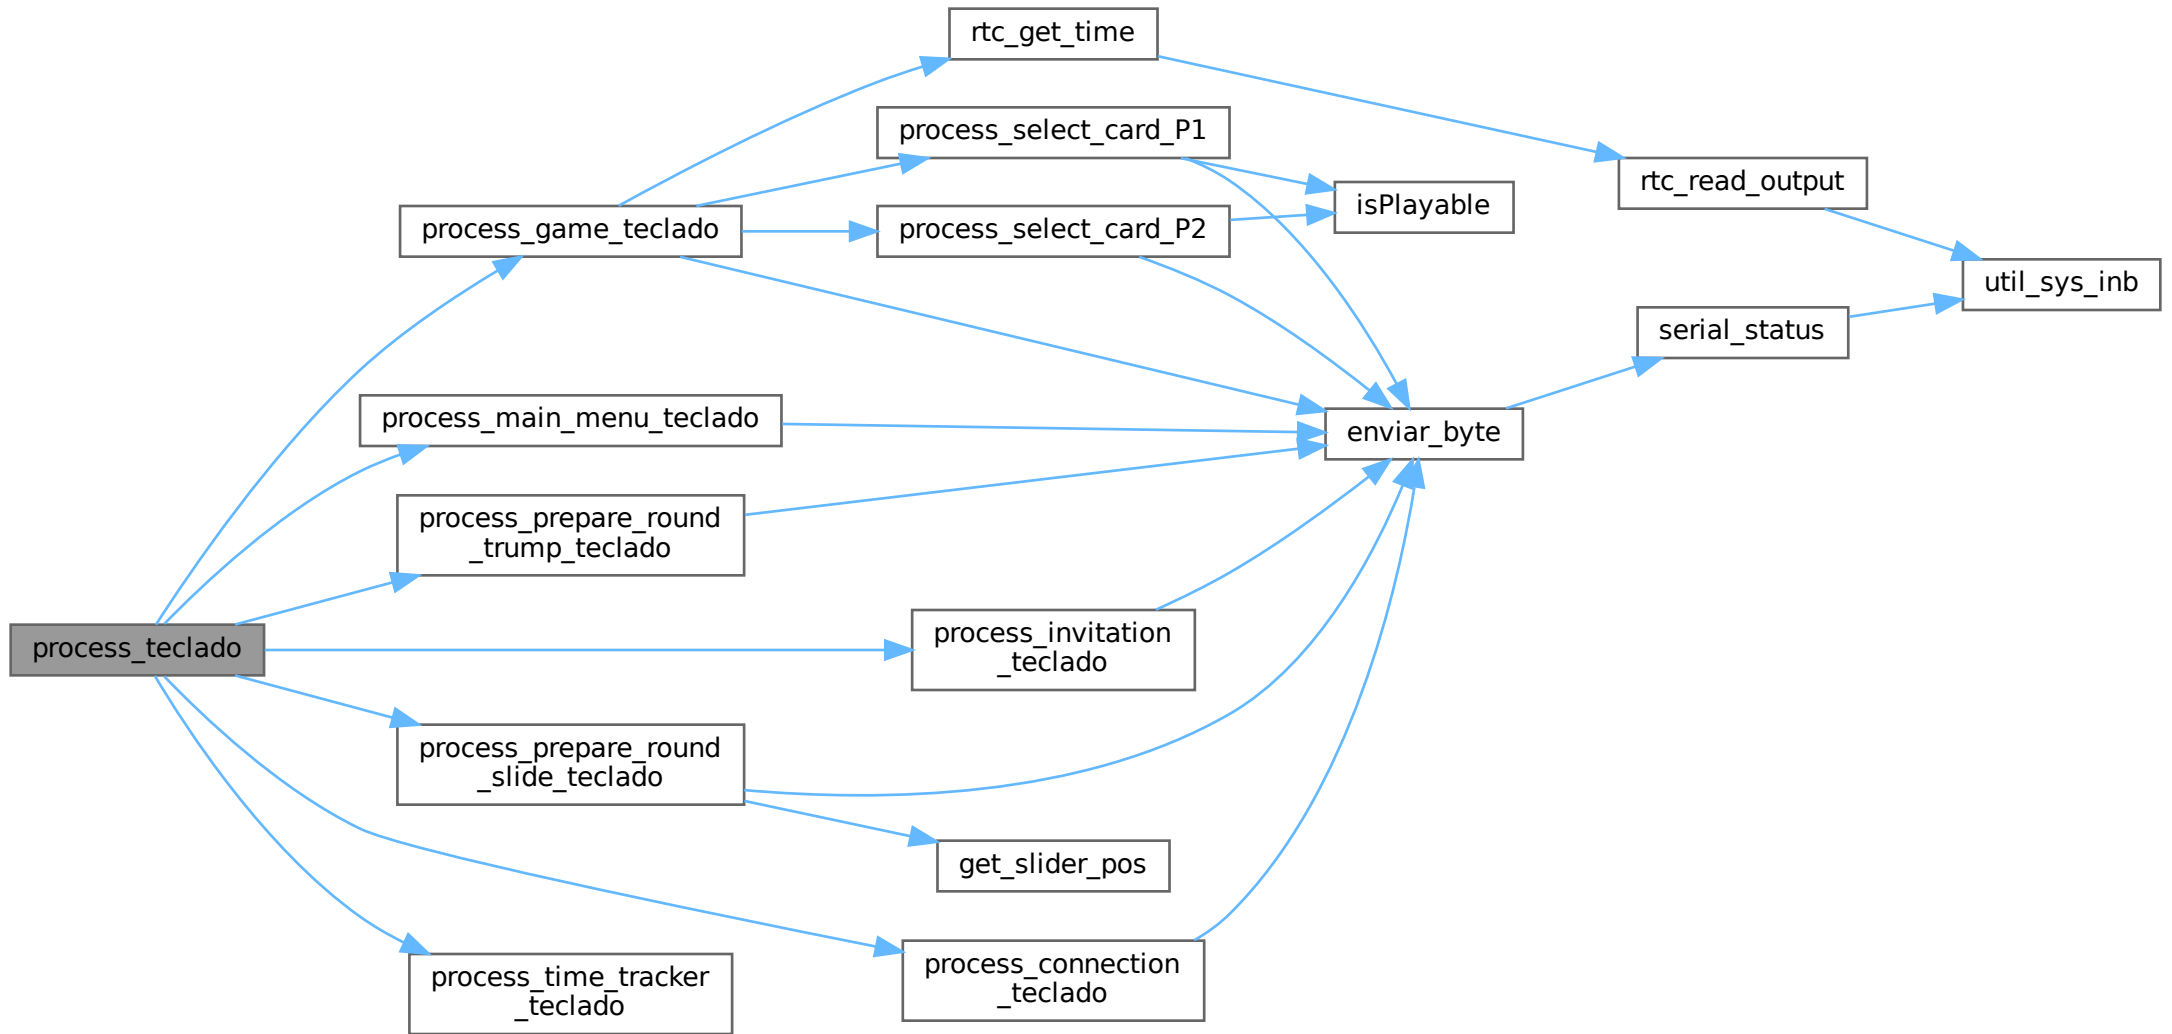 rtc_get_time
process_select_card_P1
rtc_read_output
isPlayable
process_game_teclado
process_select_card_P2
util_sys_inb
serial_status
process_main_menu_teclado
enviar_byte
process_prepare_round
_trump_teclado
process_teclado
process_invitation
_teclado
process_prepare_round
_slide_teclado
get_slider_pos
process_connection
_teclado
process_time_tracker
_teclado